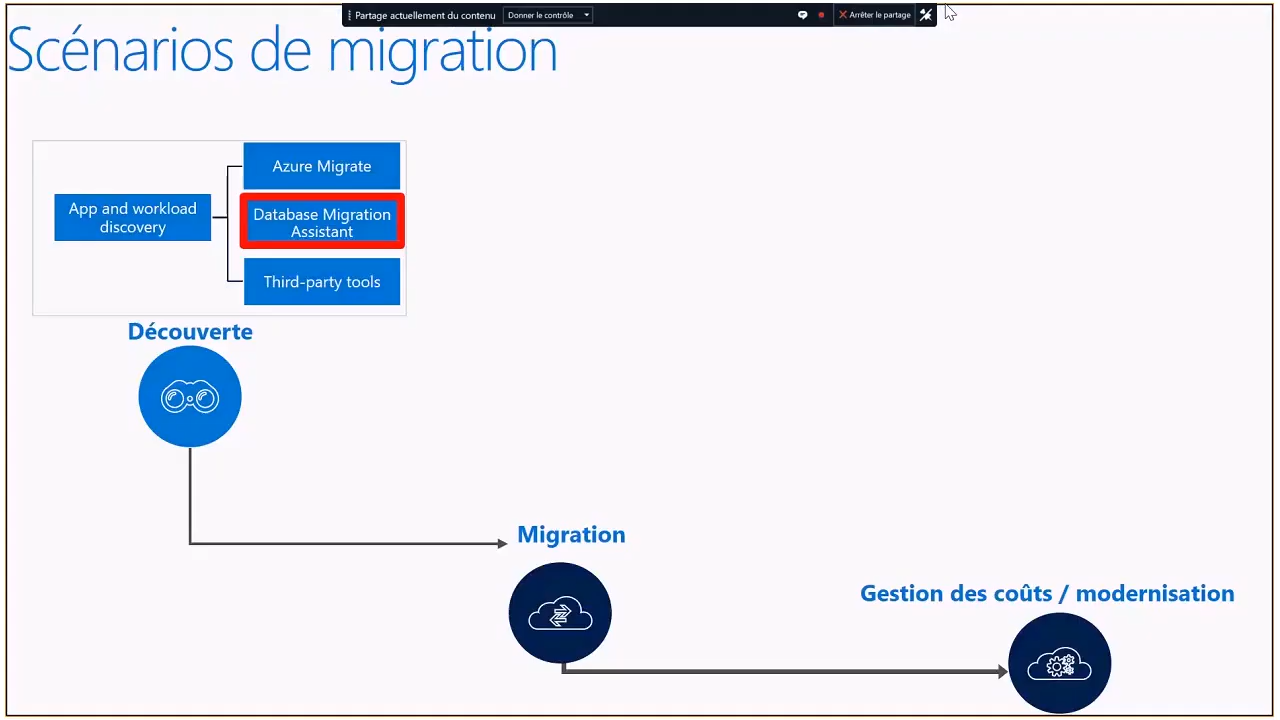 Partage actuellement du contenu
Donner le contrôle
Arrêter le partage
Scénarios de migration
Azure Migrate
App and workload
discovery
Database Migration
Assistant
Third-party tools
Découverte
Migration
Gestion des coûts / modernisation